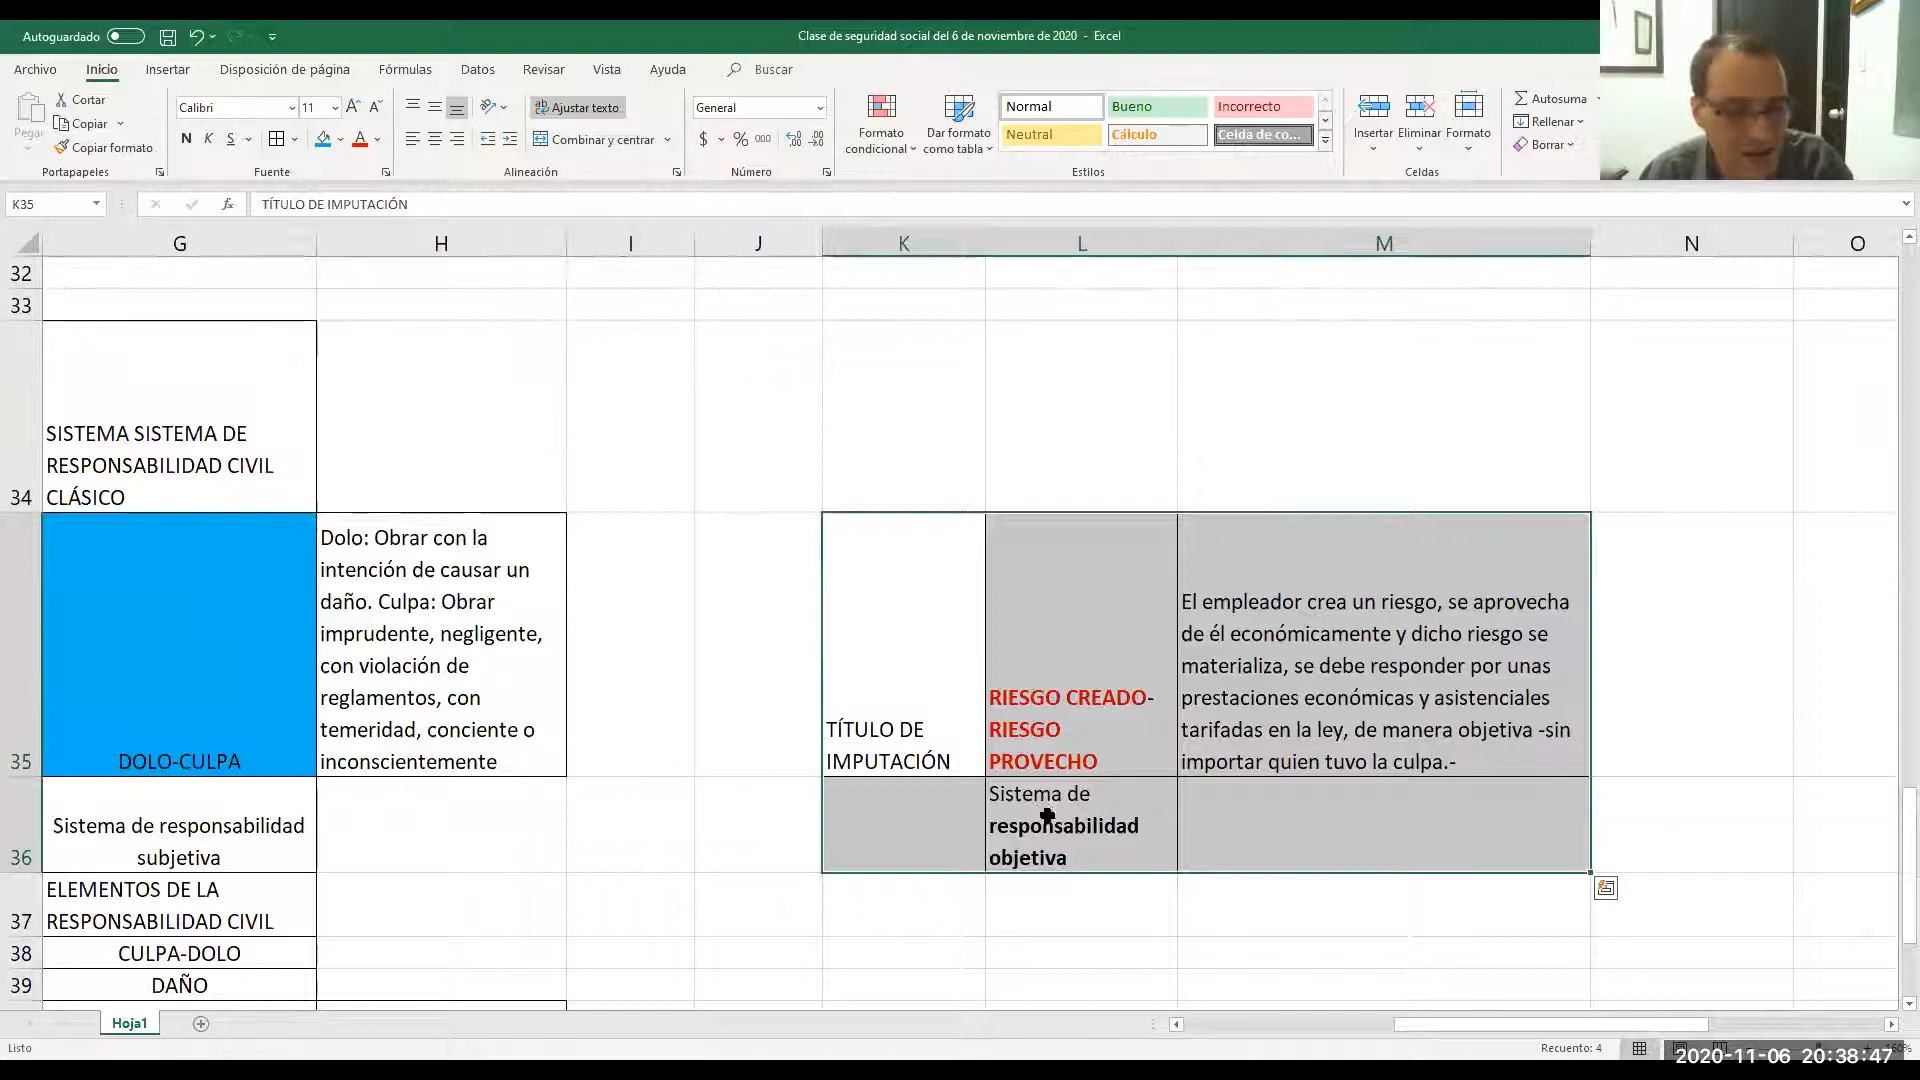 Autoguardado
Clase de seguridad social del 6 de noviembre de 2020 - Excel
Archivo Inicio Insertar Disposición de página Fórmulas Datos Revisar Vista Ayuda Buscar
Pegar
Cortar
Copiar
Copiar formato
Portapapeles
Calibri 11
N K S
Fuente
Ajustar texto
Combinar y centrar
Alineación
General
$ % 000
Número
Formato
condicional
Dar formato
como tabla
Normal Bueno Incorrecto
Neutral Cálculo Celda de co...
Estilos
Insertar Eliminar Formato
Celdas
Autosuma
Rellenar
Borrar
K35
fx
TÍTULO DE IMPUTACIÓN
G H I J K L M N O
32
33
34
SISTEMA SISTEMA DE
RESPONSABILIDAD CIVIL
CLÁSICO
35
DOLO-CULPA
Dolo: Obrar con la
intención de causar un
daño. Culpa: Obrar
imprudente, negligente,
con violación de
reglamentos, con
temeridad, conciente o
inconscientemente
TÍTULO DE
IMPUTACIÓN
RIESGO CREADO-
RIESGO
PROVECHO
El empleador crea un riesgo, se aprovecha
de él económicamente y dicho riesgo se
materializa, se debe responder por unas
prestaciones económicas y asistenciales
tarifadas en la ley, de manera objetiva -sin
importar quien tuvo la culpa.-
36
Sistema de responsabilidad
subjetiva
Sistema de
responsabilidad
objetiva
37
ELEMENTOS DE LA
RESPONSABILIDAD CIVIL
38
CULPA-DOLO
39
DAÑO
Hoja1
Listo
Recuento: 4
2020-11-06 20:38:47